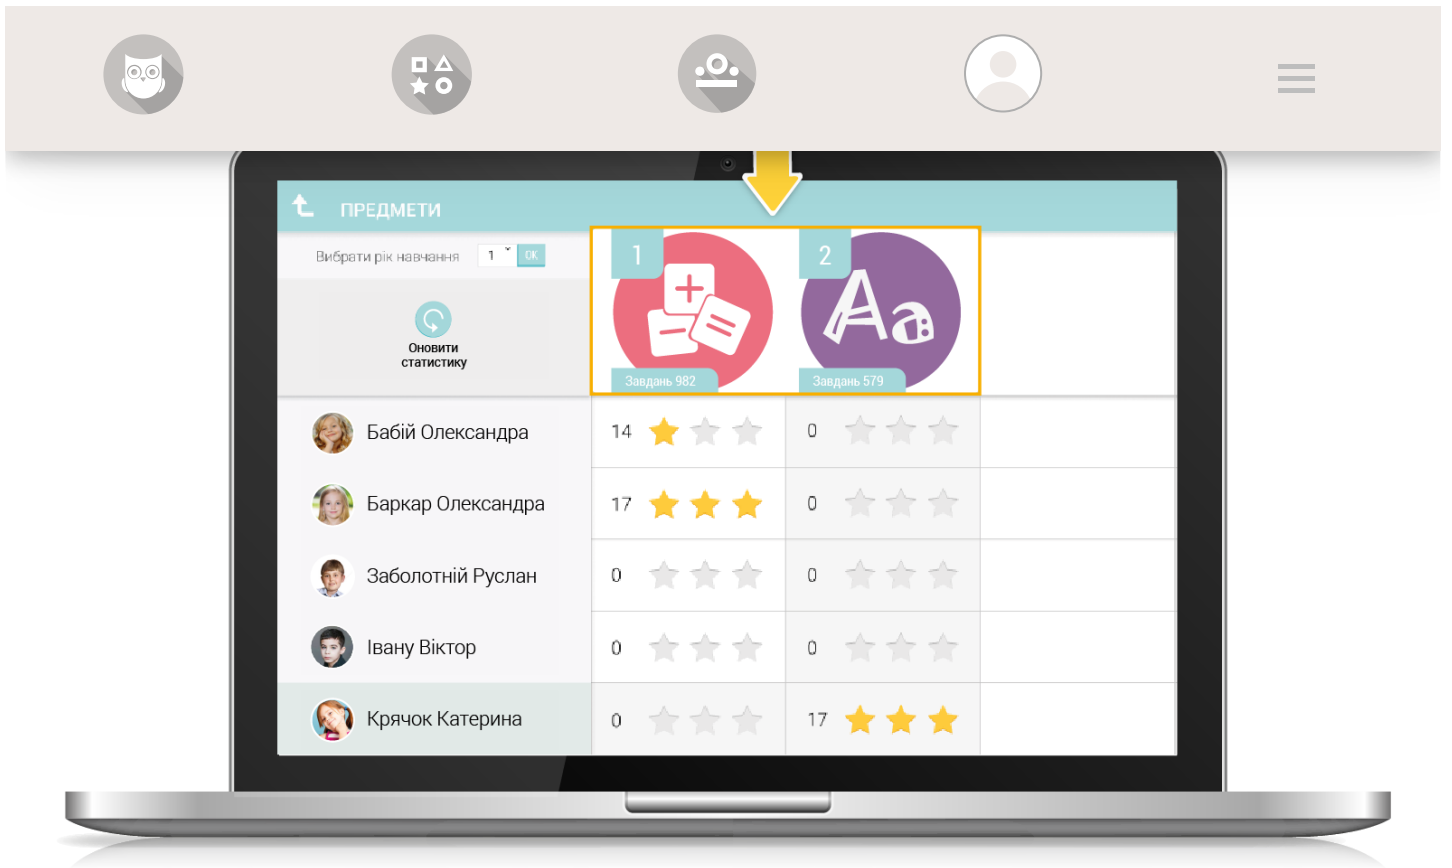 ПРЕДМЕТИ
Вибрати рік навчання 1 OK
Оновити
статистику
1
Завдань 982
2
Aa
Завдань 579
Бабій Олександра 14 0
Баркар Олександра 17 0
Заболотній Руслан 0 0
Івану Віктор 0 0
Крячок Катерина 0 17